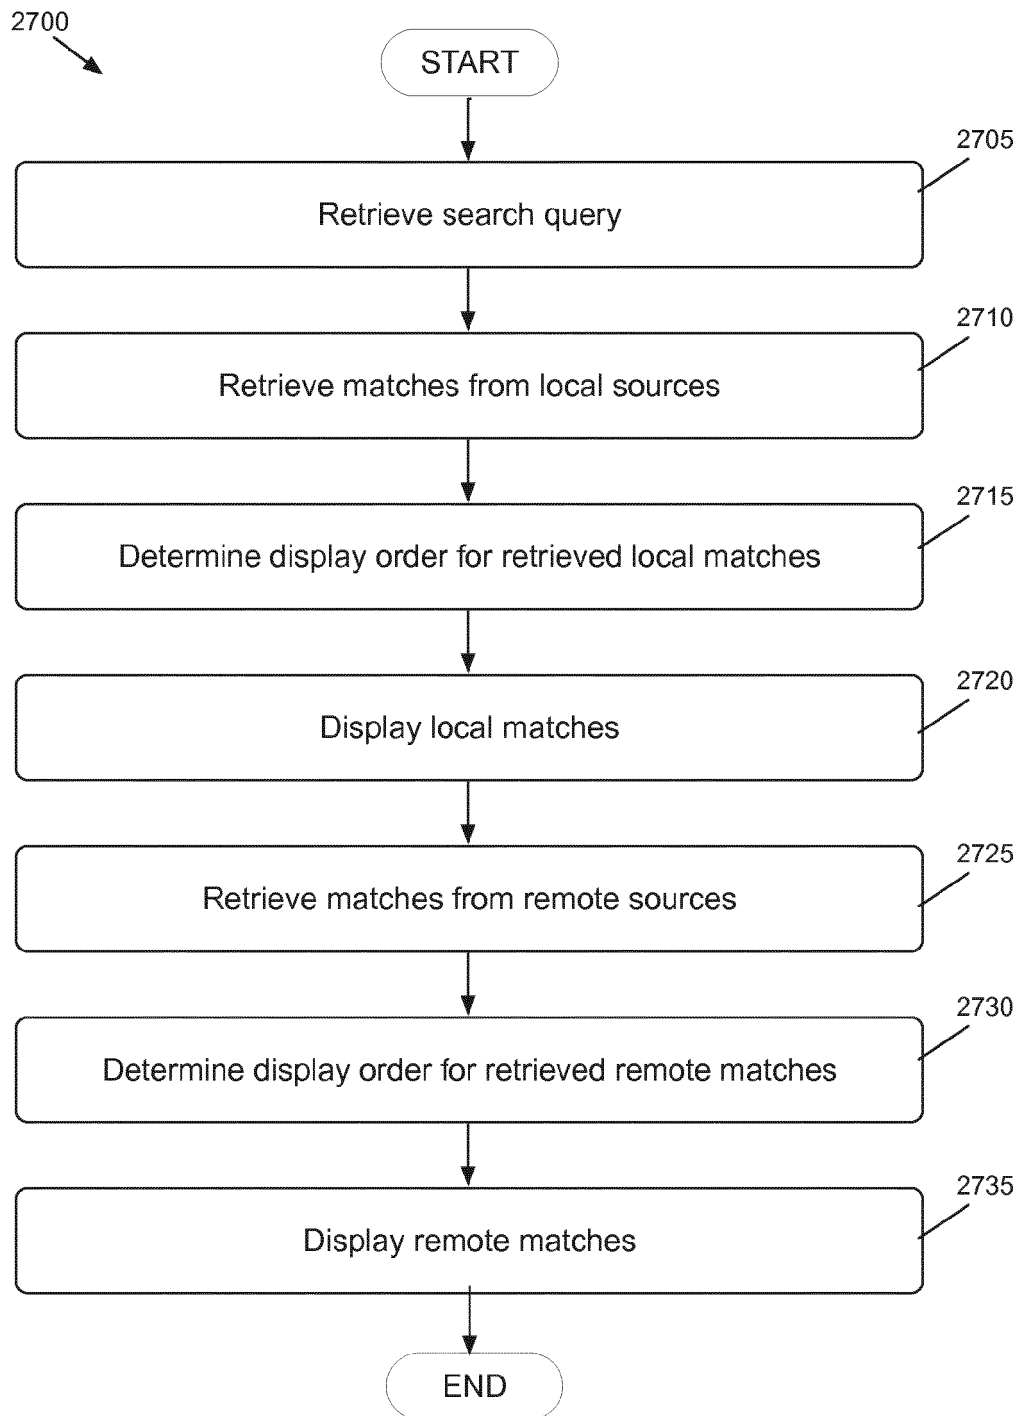 2700
START
2705
Retrieve search query
2710
Retrieve matches from local sources
2715
Determine display order for retrieved local matches
2720
Display local matches
2725
Retrieve matches from remote sources
2730
Determine display order for retrieved remote matches
2735
Display remote matches
END